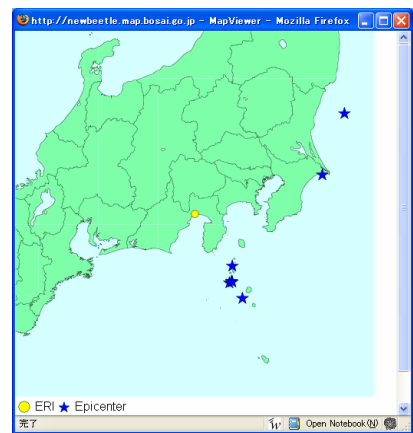 http://newbeetle.map.bosai.go.jp - MapViewer - Mozilla Firefox
ERI ★ Epicenter
完了 Open Notebook(N)